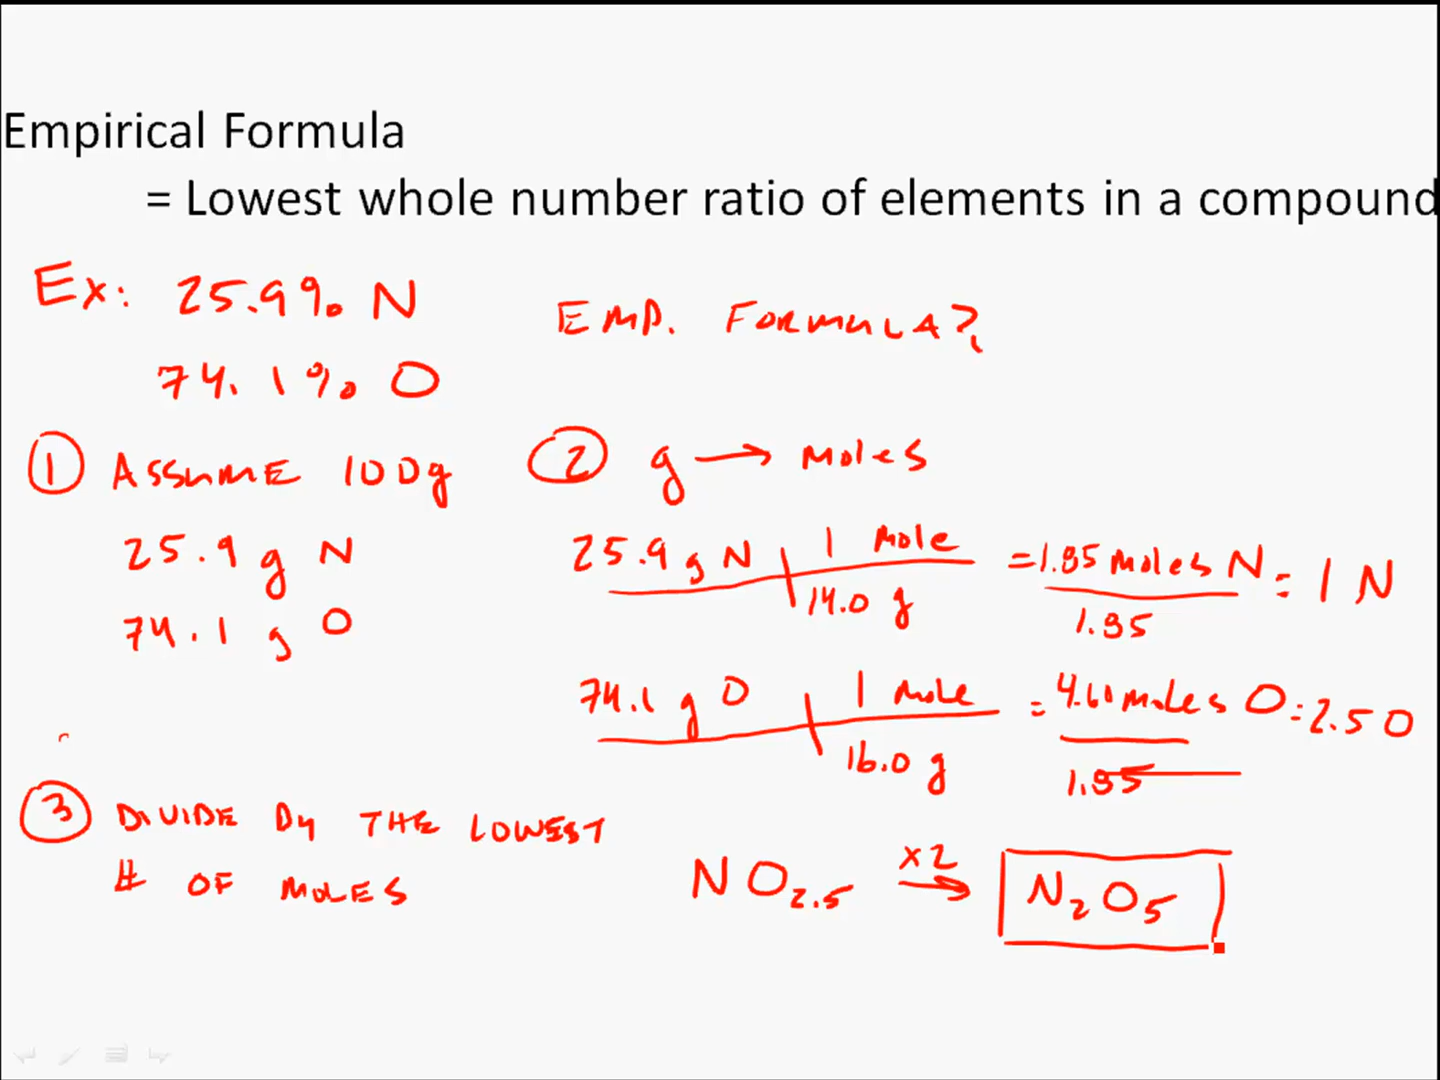 Empirical Formula
= Lowest whole number ratio of elements in a compound
Ex: 25.9% N
74.1% O
EMP. FORMULA?
① ASSUME 100g
25.9 g N
74.1 g O
② g → moles
25.9 g N | 1 mole = 1.85 moles N = 1 N
14.0 g 1.85
74.1 g O | 1 mole = 4.60 moles O = 2.5 O
16.0 g 1.85
③ DIVIDE BY THE LOWEST
# OF MOLES
NO₂.₅ x2 → N₂O₅